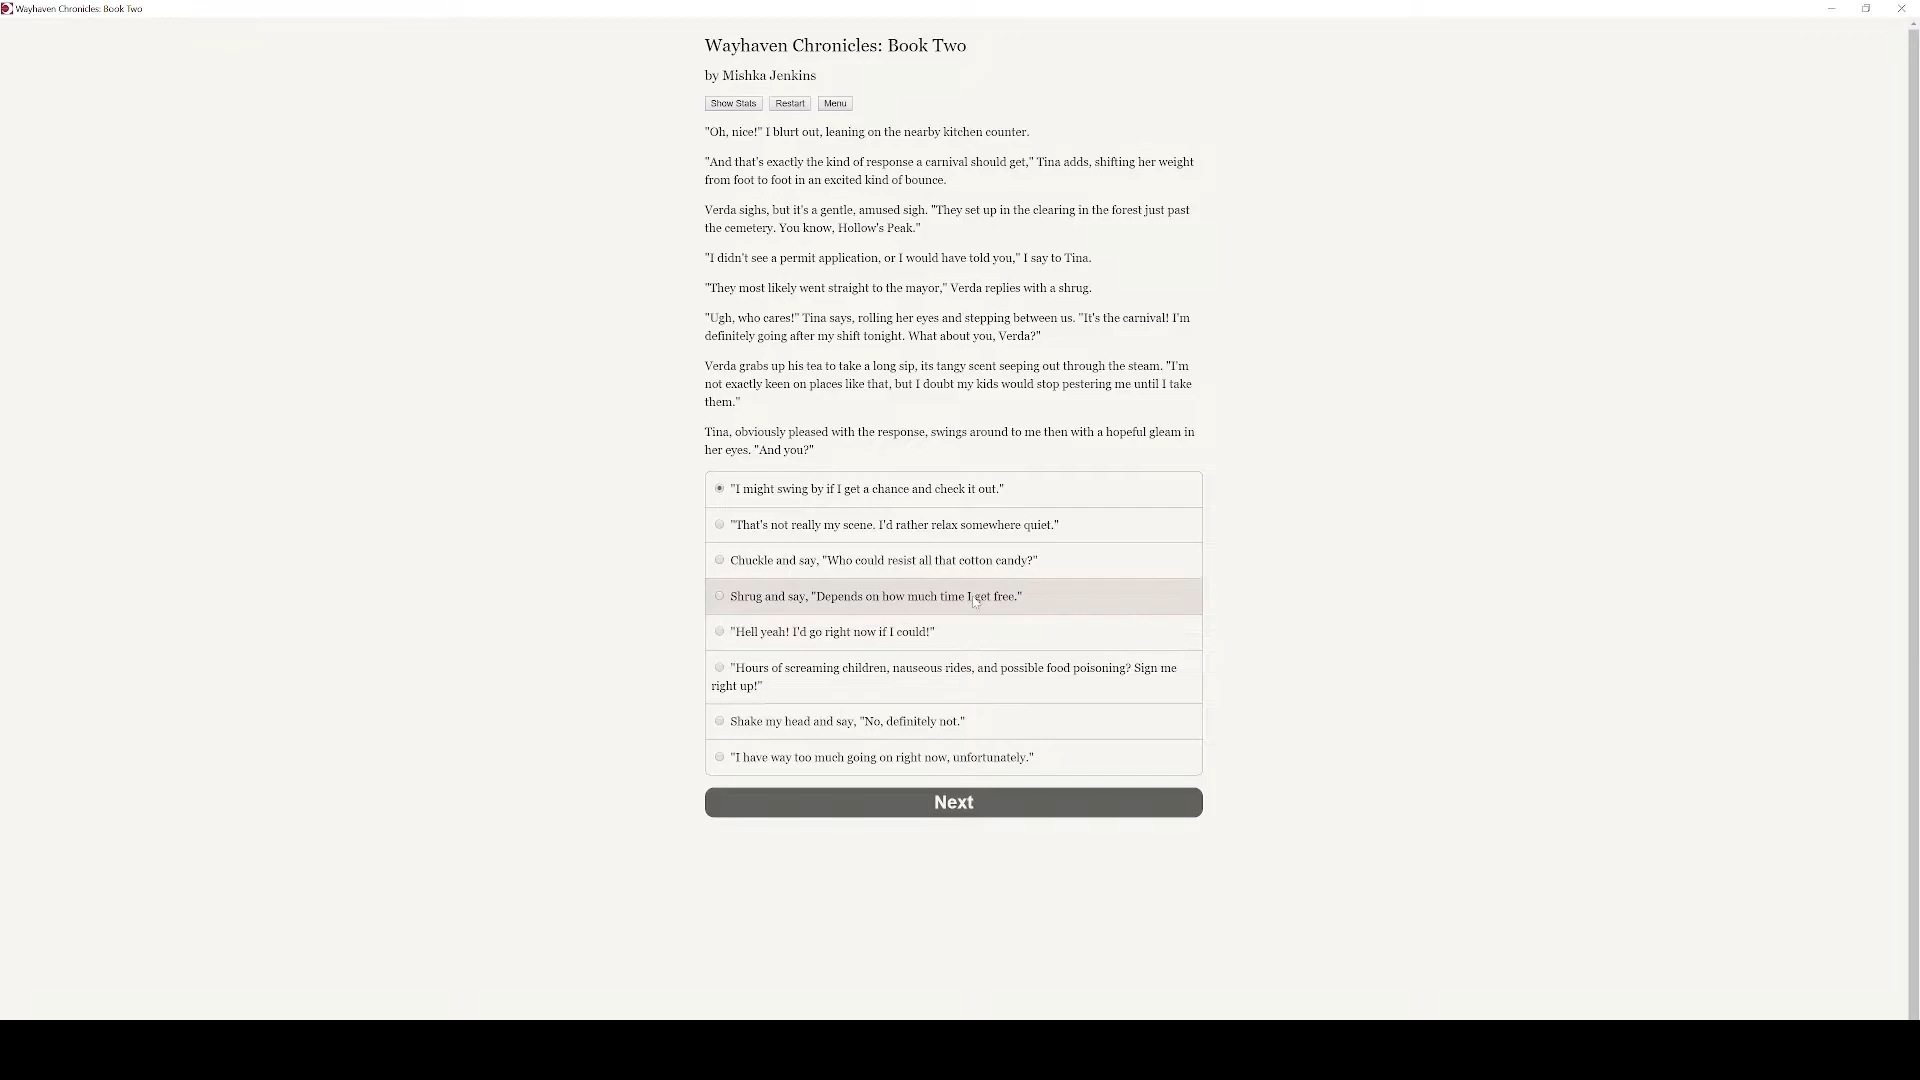 Wayhaven Chronicles: Book Two
Wayhaven Chronicles: Book Two
by Mishka Jenkins
Show Stats Restart Menu
"Oh, nice!" I blurt out, leaning on the nearby kitchen counter.
"And that's exactly the kind of response a carnival should get," Tina adds, shifting her weight
from foot to foot in an excited kind of bounce.
Verda sighs, but it's a gentle, amused sigh. "They set up in the clearing in the forest just past
the cemetery. You know, Hollow's Peak."
"I didn't see a permit application, or I would have told you," I say to Tina.
"They most likely went straight to the mayor," Verda replies with a shrug.
"Ugh, who cares!" Tina says, rolling her eyes and stepping between us. "It's the carnival! I'm
definitely going after my shift tonight. What about you, Verda?"
Verda grabs up his tea to take a long sip, its tangy scent seeping out through the steam. "I'm
not exactly keen on places like that, but I doubt my kids would stop pestering me until I take
them."
Tina, obviously pleased with the response, swings around to me then with a hopeful gleam in
her eyes. "And you?"
"I might swing by if I get a chance and check it out."
"That's not really my scene. I'd rather relax somewhere quiet."
Chuckle and say, "Who could resist all that cotton candy?"
Shrug and say, "Depends on how much time I get free."
"Hell yeah! I'd go right now if I could!"
"Hours of screaming children, nauseous rides, and possible food poisoning? Sign me
right up!"
Shake my head and say, "No, definitely not."
"I have way too much going on right now, unfortunately."
Next